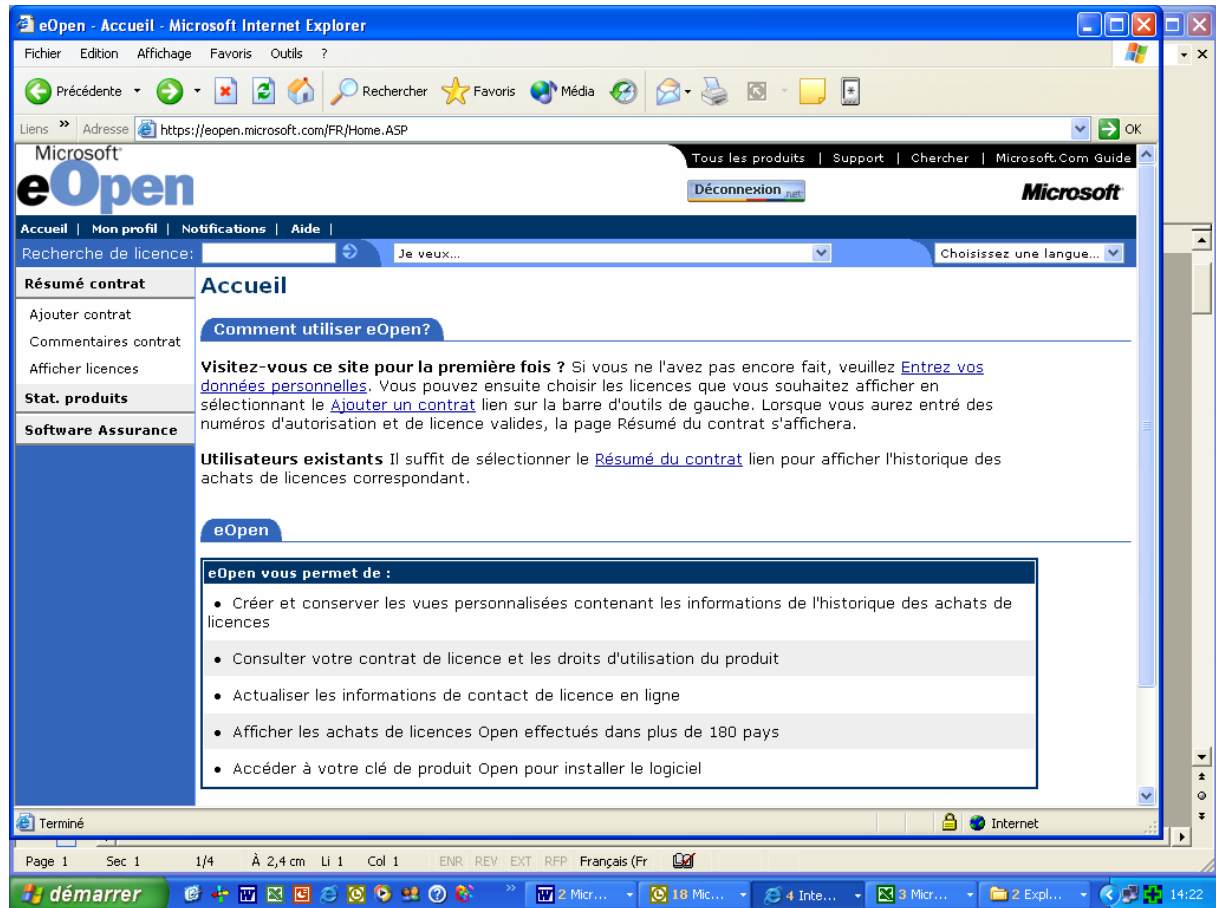 eOpen - Accueil - Microsoft Internet Explorer
Fichier Edition Affichage Favoris Outils ?
Précédente Rechercher Favoris Média
Liens » Adresse https://eopen.microsoft.com/FR/Home.ASP OK
Microsoft
eOpen
Tous les produits | Support | Chercher | Microsoft.Com Guide
Déconnexion .net
Microsoft
Accueil | Mon profil | Notifications | Aide |
Recherche de licence: Je veux... Choisissez une langue...
Résumé contrat
Ajouter contrat
Commentaires contrat
Afficher licences
Stat. produits
Software Assurance
Accueil
Comment utiliser eOpen?
Visitez-vous ce site pour la première fois ? Si vous ne l'avez pas encore fait, veuillez Entrez vos
données personnelles. Vous pouvez ensuite choisir les licences que vous souhaitez afficher en
sélectionnant le Ajouter un contrat lien sur la barre d'outils de gauche. Lorsque vous aurez entré des
numéros d'autorisation et de licence valides, la page Résumé du contrat s'affichera.
Utilisateurs existants Il suffit de sélectionner le Résumé du contrat lien pour afficher l'historique des
achats de licences correspondant.
eOpen
eOpen vous permet de :
• Créer et conserver les vues personnalisées contenant les informations de l'historique des achats de
licences
• Consulter votre contrat de licence et les droits d'utilisation du produit
• Actualiser les informations de contact de licence en ligne
• Afficher les achats de licences Open effectués dans plus de 180 pays
• Accéder à votre clé de produit Open pour installer le logiciel
Terminé Internet
Page 1 Sec 1 1/4 À 2,4 cm Li 1 Col 1 ENR REV EXT RFP Français (Fr
démarrer » 2 Micr... 18 Mic... 4 Inte... 3 Micr... 2 Expl... 14:22